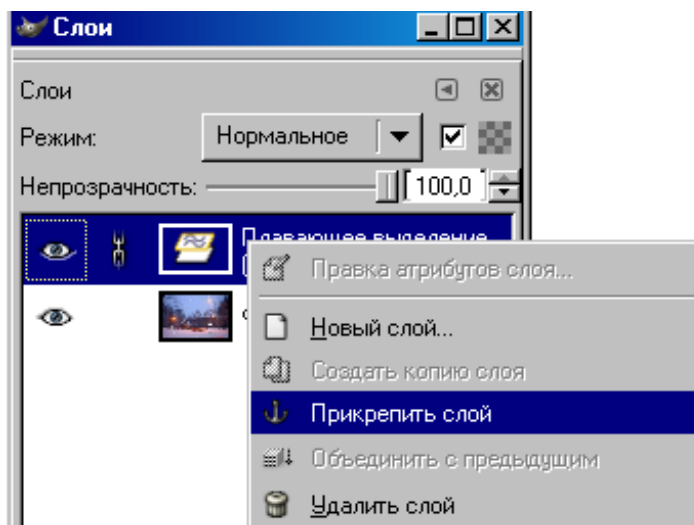 Слои
Слои
Режим: Нормальное
Непрозрачность: 100,0
Плавающее выделение
Правка атрибутов слоя...
Новый слой...
Создать копию слоя
Прикрепить слой
Объединить с предыдущим
Удалить слой